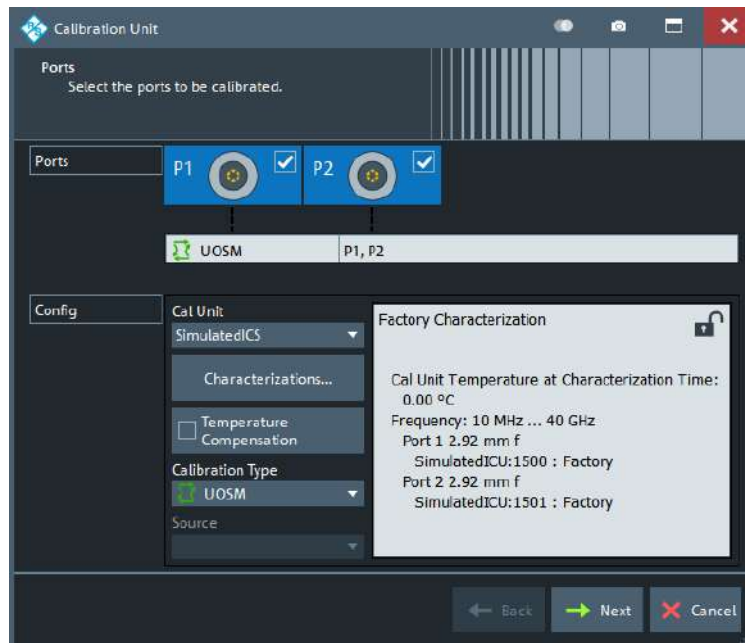 Calibration Unit
Ports
Select the ports to be calibrated.
Ports
P1
P2
UOSM
P1, P2
Config
Cal Unit
SimulatedICS
Characterizations...
Temperature
Compensation
Calibration Type
UOSM
Source
Factory Characterization
Cal Unit Temperature at Characterization Time:
0.00 ºC
Frequency: 10 MHz ... 40 GHz
Port 1 2.92 mm f
SimulatedICU:1500 : Factory
Port 2 2.92 mm f
SimulatedICU:1501 : Factory
Back
Next
Cancel